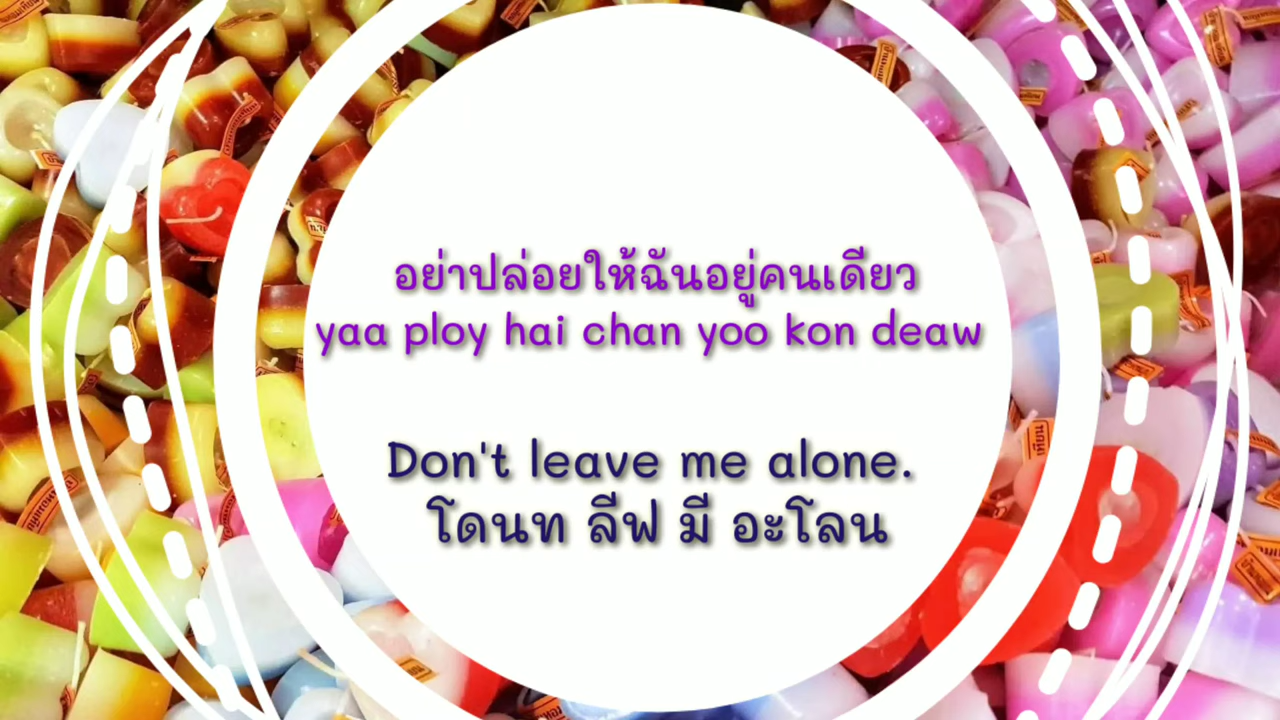 อย่าปล่อยให้ฉันอยู่คนเดียว
yaa ploy hai chan yoo kon deaw
Don't leave me alone.
โดนท ลีฟ มี อะโลน